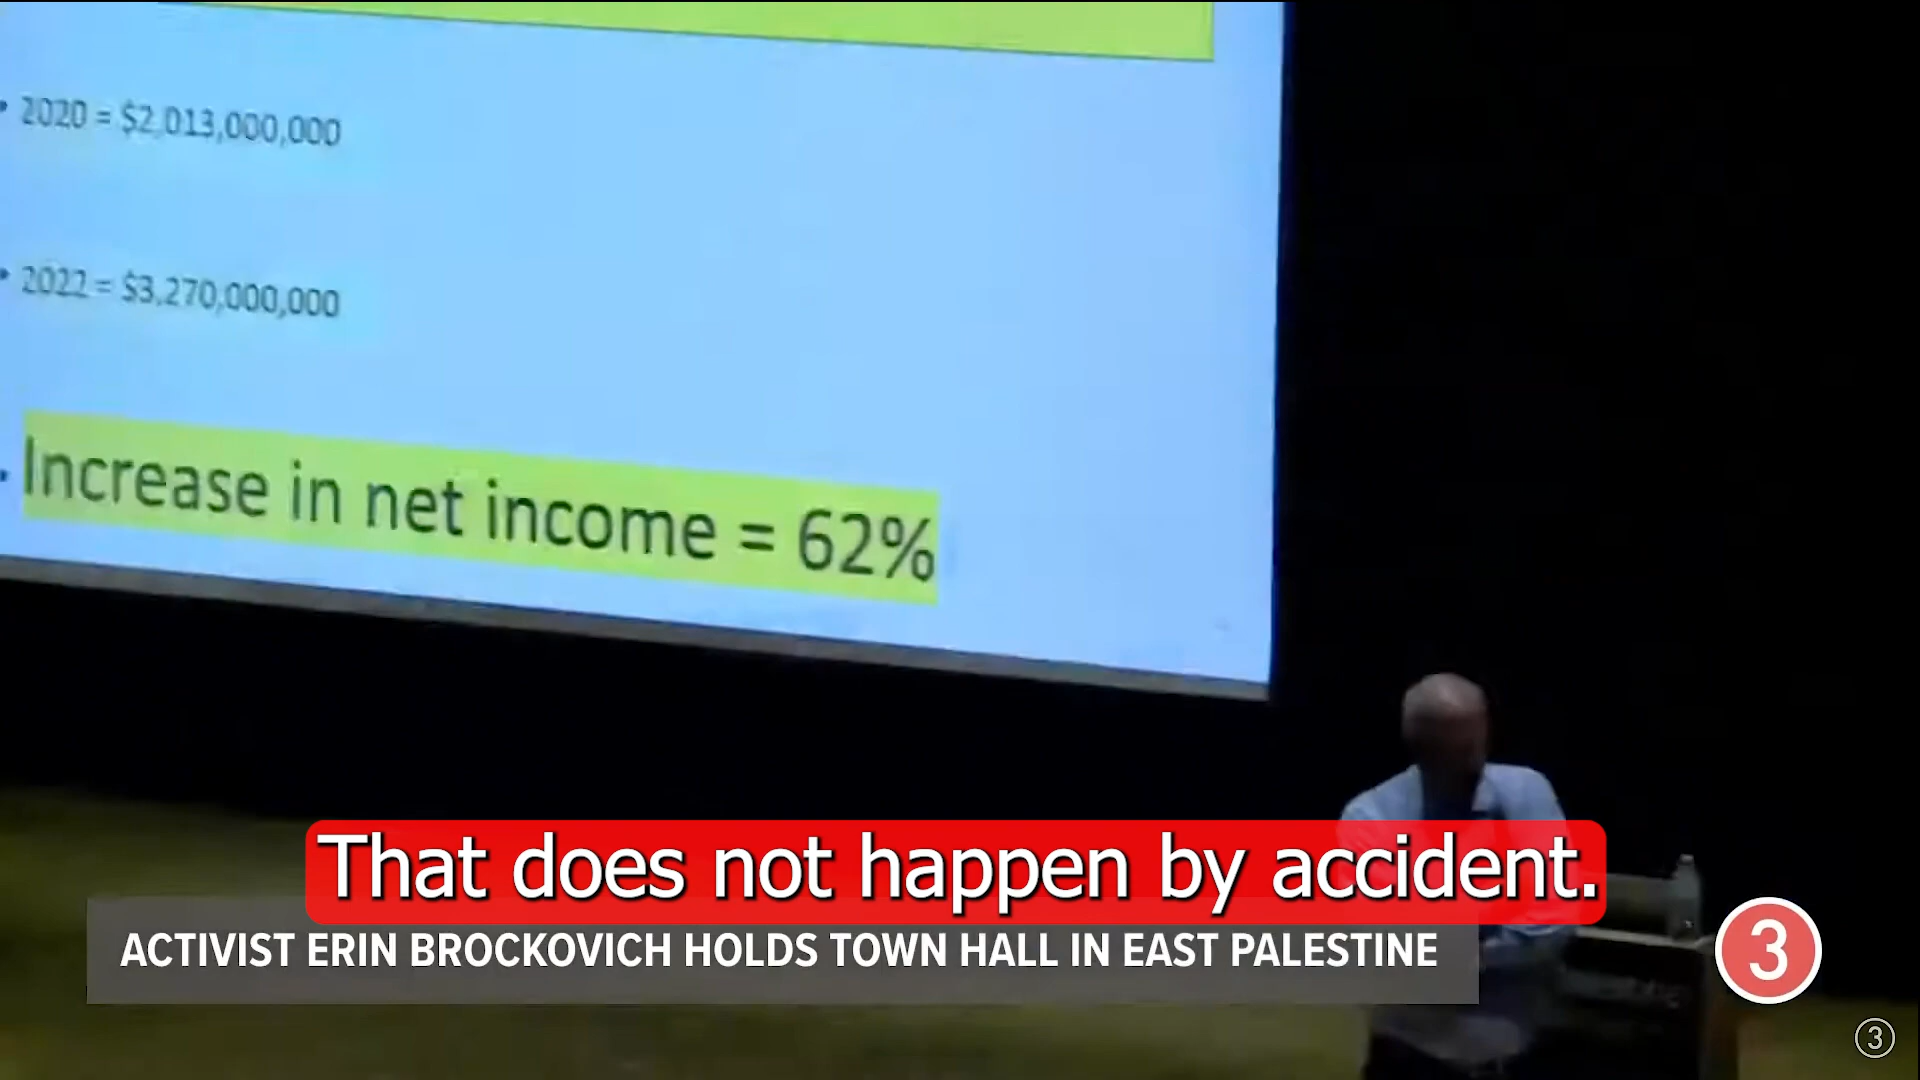 • 2020 = $2,013,000,000
• 2022 = $3,270,000,000
• Increase in net income = 62%
That does not happen by accident.
ACTIVIST ERIN BROCKOVICH HOLDS TOWN HALL IN EAST PALESTINE
3
3